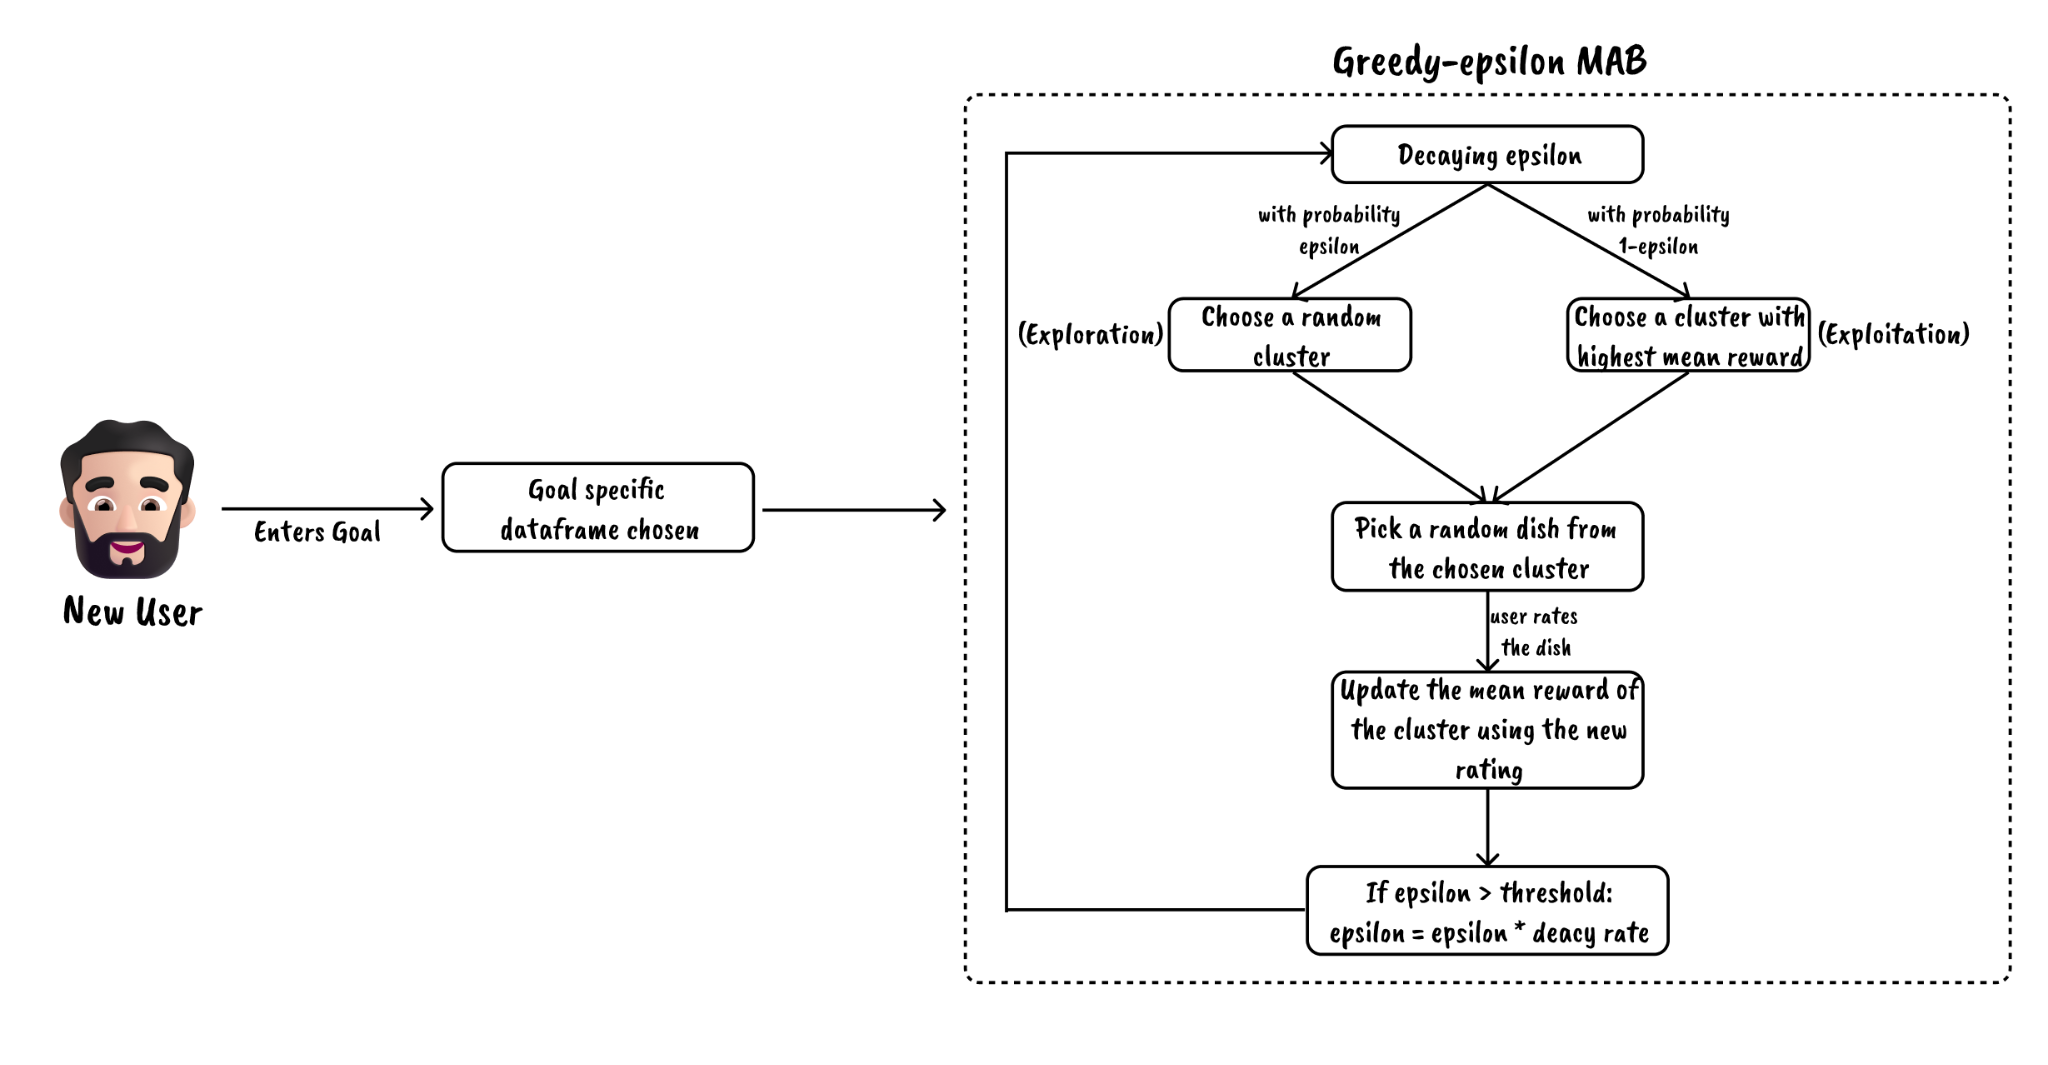 Greedy-epsilon MAB
Decaying epsilon
with probability
epsilon
with probability
1-epsilon
(Exploration)
Choose a random
cluster
Choose a cluster with
highest mean reward
(Exploitation)
New User
Enters Goal
Goal specific
dataframe chosen
Pick a random dish from
the chosen cluster
user rates
the dish
Update the mean reward of
the cluster using the new
rating
If epsilon > threshold:
epsilon = epsilon * deacy rate